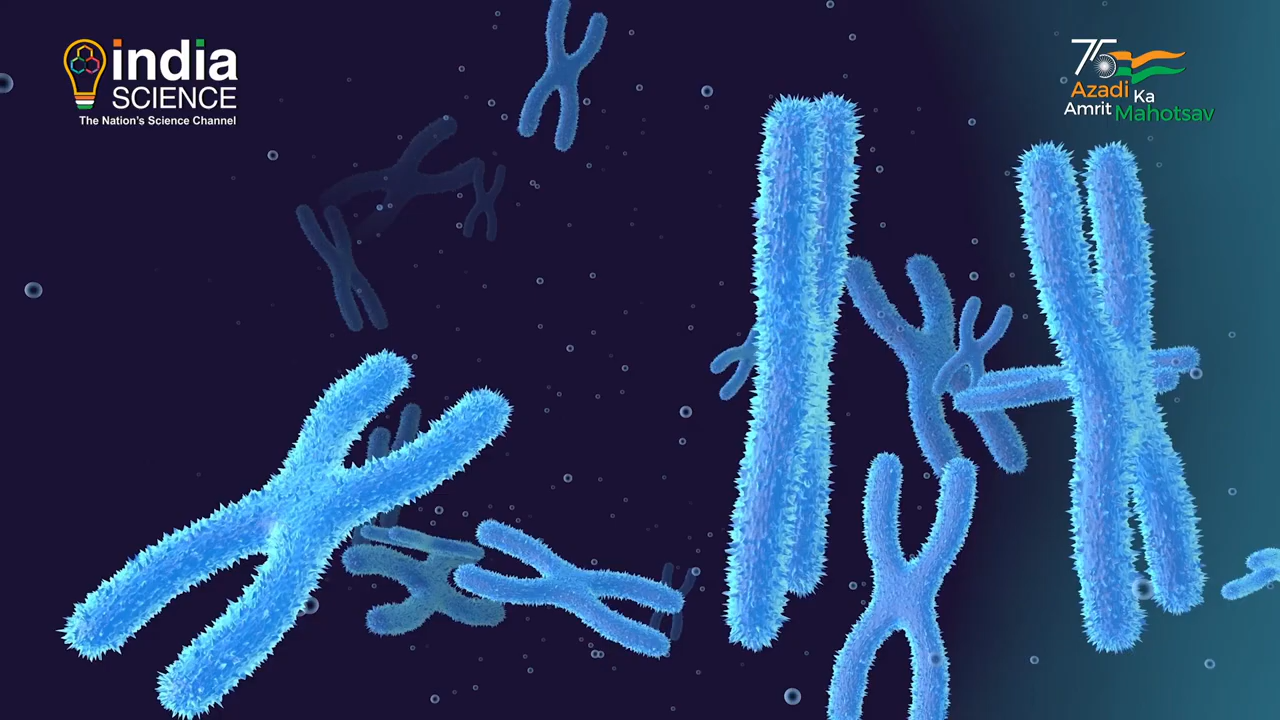 india
SCIENCE
The Nation's Science Channel
75
Azadi Ka
Amrit Mahotsav